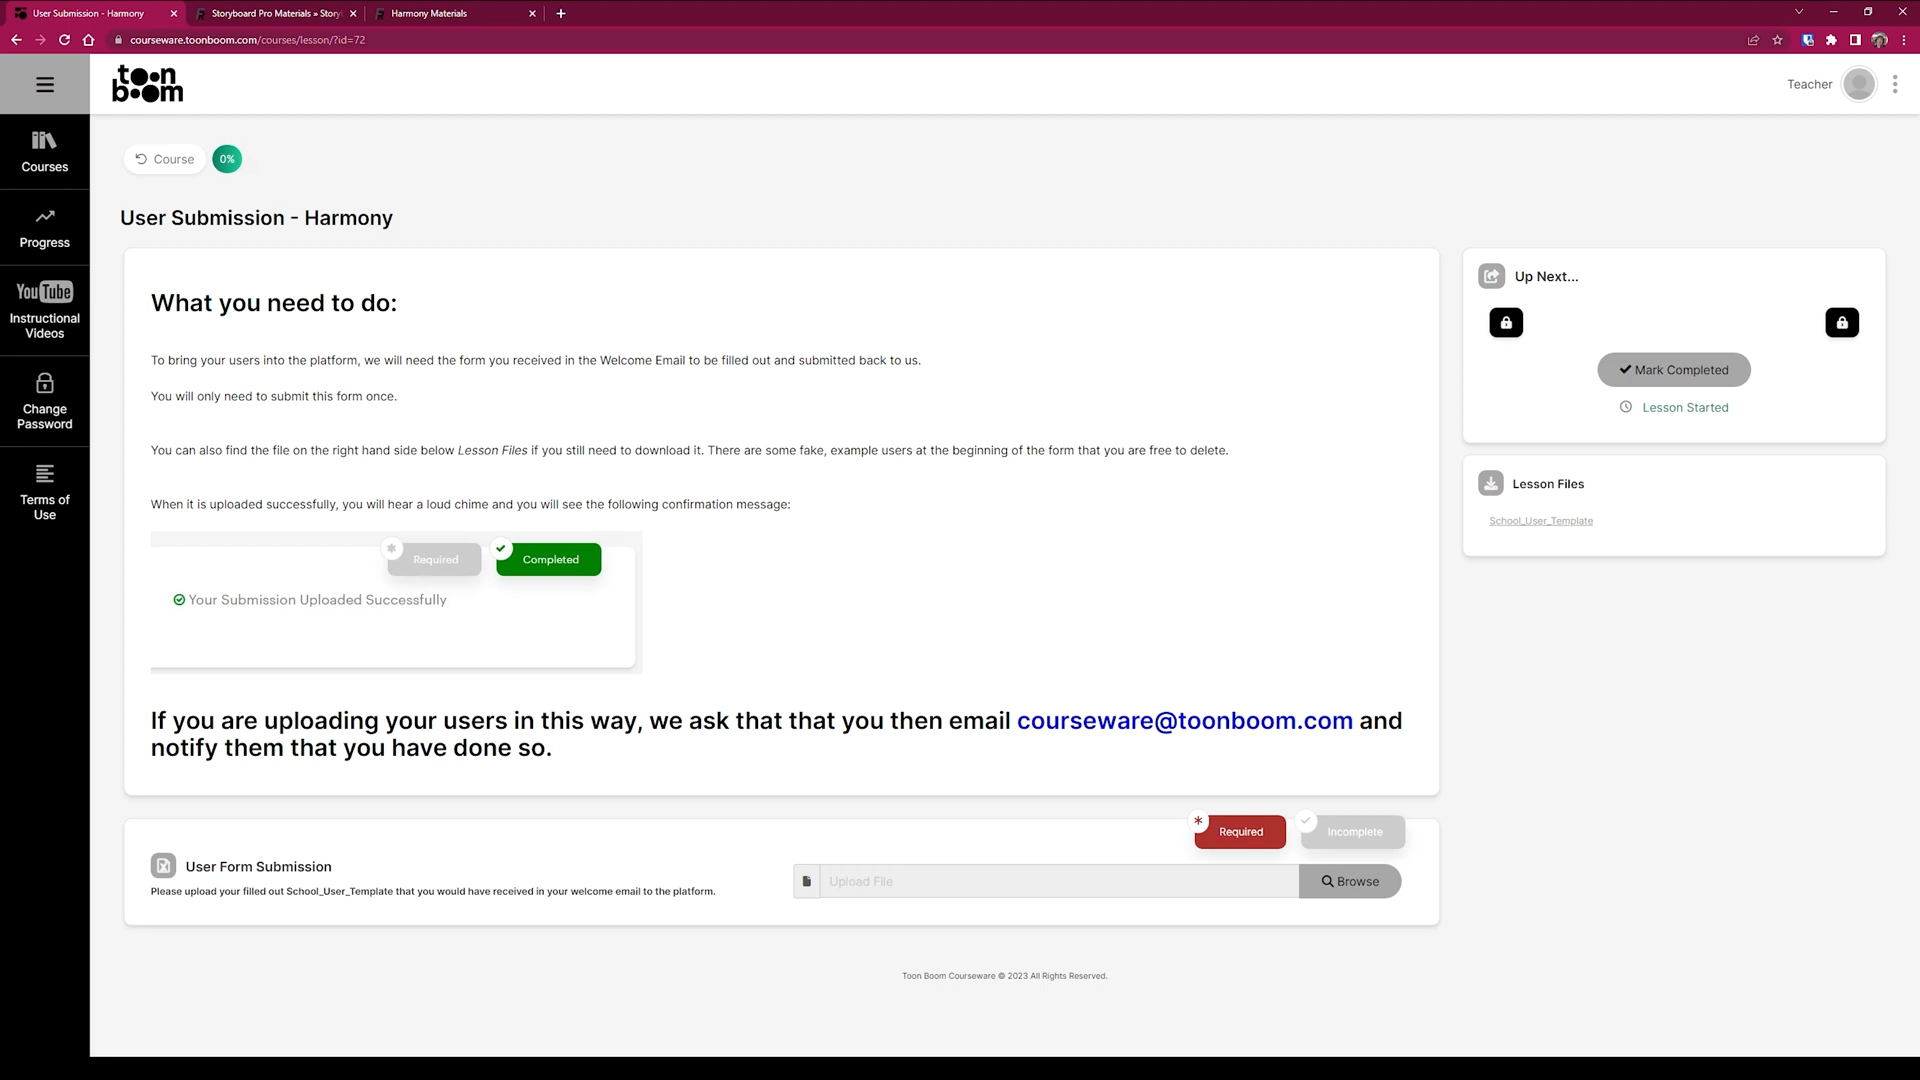 User Submission - Harmony
Storyboard Pro Materials » Storyb
Harmony Materials
courseware.toonboom.com/courses/lesson/?id=72
toon
boom
Teacher
Courses
Progress
YouTube
Instructional
Videos
Change
Password
Terms of
Use
Course
0%
User Submission - Harmony
What you need to do:
To bring your users into the platform, we will need the form you received in the Welcome Email to be filled out and submitted back to us.
You will only need to submit this form once.
You can also find the file on the right hand side below Lesson Files if you still need to download it. There are some fake, example users at the beginning of the form that you are free to delete.
When it is uploaded successfully, you will hear a loud chime and you will see the following confirmation message:
Required
Completed
Your Submission Uploaded Successfully
If you are uploading your users in this way, we ask that that you then email courseware@toonboom.com and
notify them that you have done so.
Up Next...
Mark Completed
Lesson Started
Lesson Files
School_User_Template
Required
Incomplete
User Form Submission
Please upload your filled out School_User_Template that you would have received in your welcome email to the platform.
Upload File
Browse
Toon Boom Courseware © 2023 All Rights Reserved.